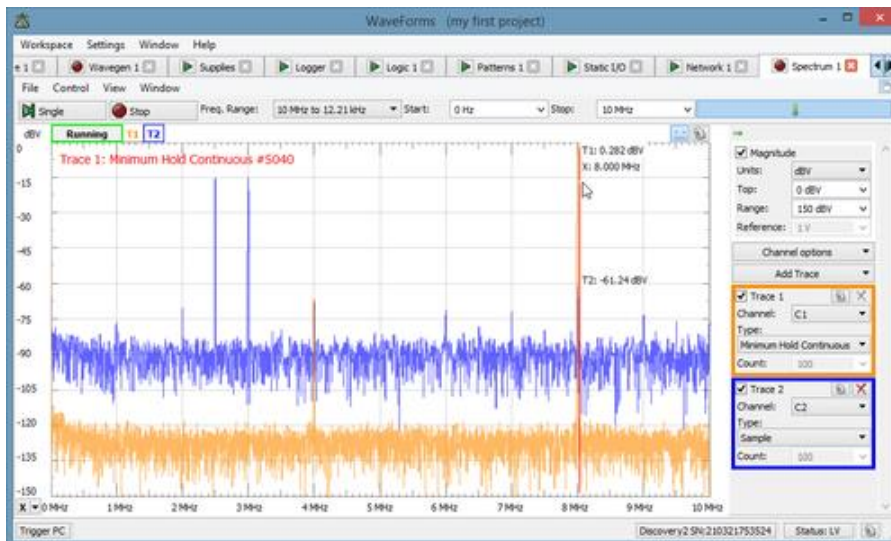 WaveForms (my first project)
Workspace Settings Window Help
e 1 Wavegen 1 Supplies Logger 1 Logic 1 Patterns 1 Static I/O Network 1 Spectrum 1
File Control View Window
Single Stop Freq. Range: 10 MHz to 12.21 kHz Start: 0 Hz Stop: 10 MHz
dBV Running T1 T2
Trace 1: Minimum Hold Continuous #5040
T1: 0.282 dBV
X: 8.000 MHz
T2: -61.24 dBV
0
-15
-30
-45
-60
-75
-90
-105
-120
-135
-150
X 0 MHz 1 MHz 2 MHz 3 MHz 4 MHz 5 MHz 6 MHz 7 MHz 8 MHz 9 MHz 10 MHz
Magnitude
Units: dBV
Top: 0 dBV
Range: 150 dBV
Reference: 1 V
Channel options
Add Trace
Trace 1
Channel: C1
Type:
Minimum Hold Continuous
Count: 100
Trace 2
Channel: C2
Type:
Sample
Count: 100
Trigger PC Discovery2 SN:210321753524 Status: LV